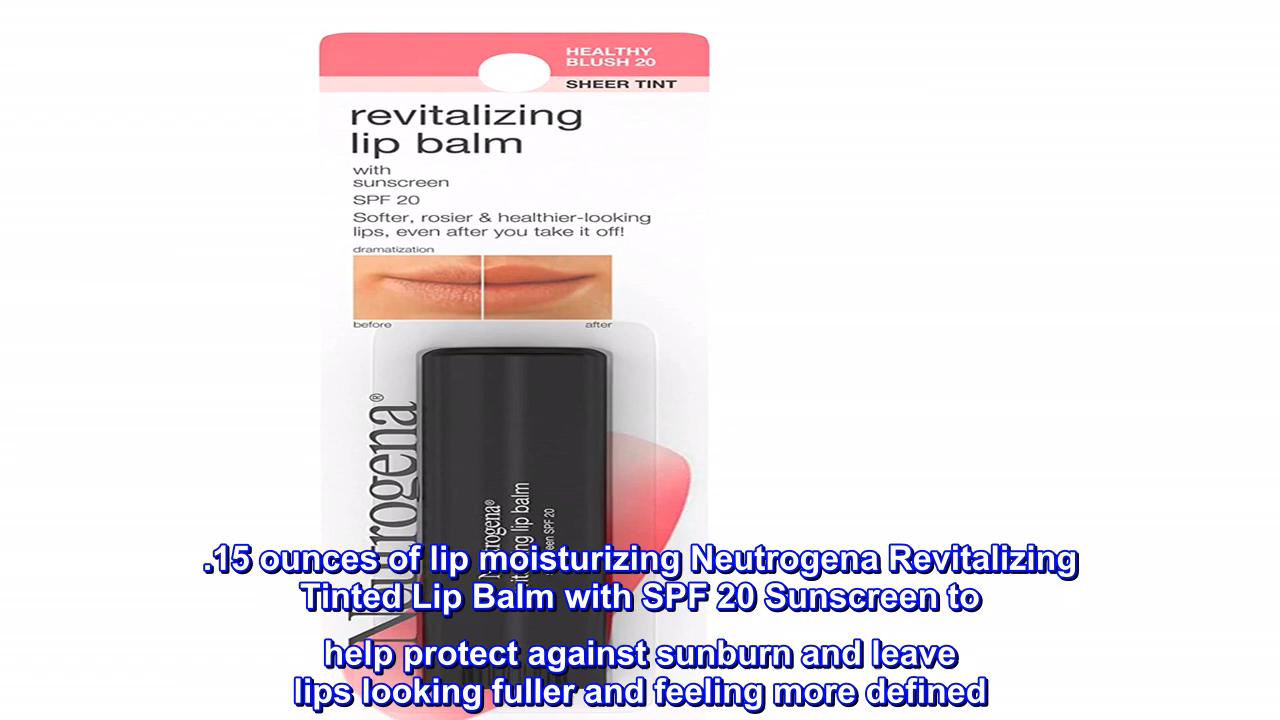 HEALTHY
BLUSH 20
SHEER TINT
revitalizing
lip balm
with
sunscreen
SPF 20
Softer, rosier & healthier-looking
lips, even after you take it off!
dramatization
before after
Neutrogena®
Neutrogena®
lip balm
SPF 20
.15 ounces of lip moisturizing Neutrogena Revitalizing
Tinted Lip Balm with SPF 20 Sunscreen to
help protect against sunburn and leave
lips looking fuller and feeling more defined